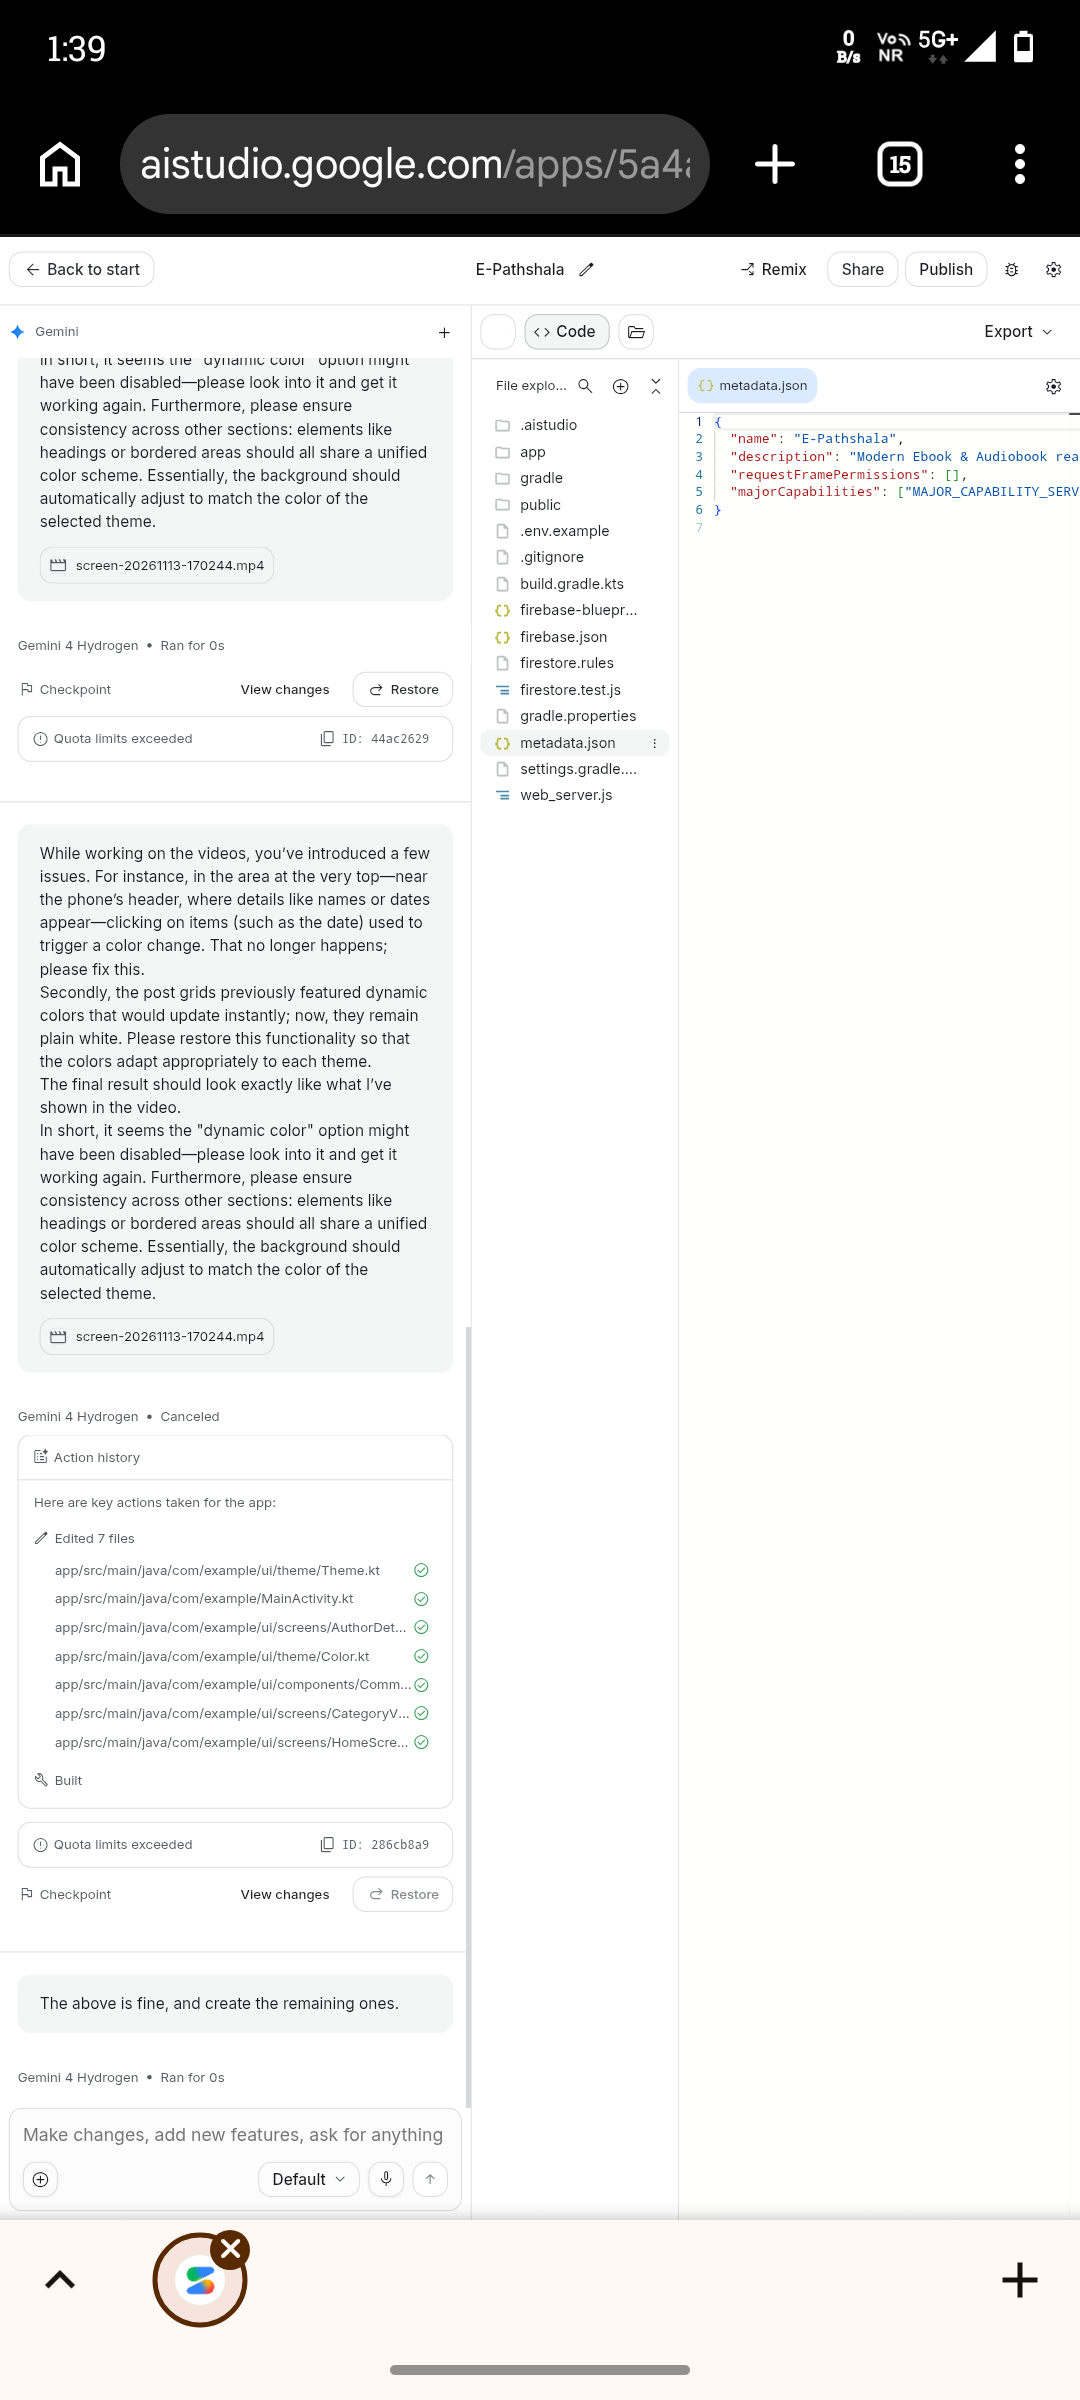 1:39
0
B/s
Vo
NR
5G+
aistudio.google.com/apps/5a4
15
Back to start
E-Pathshala
Remix
Share
Publish
Gemini
Code
Export
In short, it seems the "dynamic color" option might
have been disabled—please look into it and get it
working again. Furthermore, please ensure
consistency across other sections: elements like
headings or bordered areas should all share a unified
color scheme. Essentially, the background should
automatically adjust to match the color of the
selected theme.
screen-20261113-170244.mp4
Gemini 4 Hydrogen • Ran for 0s
Checkpoint
View changes
Restore
Quota limits exceeded
ID: 44ac2629
While working on the videos, you’ve introduced a few
issues. For instance, in the area at the very top—near
the phone’s header, where details like names or dates
appear—clicking on items (such as the date) used to
trigger a color change. That no longer happens;
please fix this.
Secondly, the post grids previously featured dynamic
colors that would update instantly; now, they remain
plain white. Please restore this functionality so that
the colors adapt appropriately to each theme.
The final result should look exactly like what I’ve
shown in the video.
In short, it seems the "dynamic color" option might
have been disabled—please look into it and get it
working again. Furthermore, please ensure
consistency across other sections: elements like
headings or bordered areas should all share a unified
color scheme. Essentially, the background should
automatically adjust to match the color of the
selected theme.
screen-20261113-170244.mp4
Gemini 4 Hydrogen • Canceled
Action history
Here are key actions taken for the app:
Edited 7 files
app/src/main/java/com/example/ui/theme/Theme.kt
app/src/main/java/com/example/MainActivity.kt
app/src/main/java/com/example/ui/screens/AuthorDet...
app/src/main/java/com/example/ui/theme/Color.kt
app/src/main/java/com/example/ui/components/Comm...
app/src/main/java/com/example/ui/screens/CategoryV...
app/src/main/java/com/example/ui/screens/HomeScre...
Built
Quota limits exceeded
ID: 286cb8a9
Checkpoint
View changes
Restore
The above is fine, and create the remaining ones.
Gemini 4 Hydrogen • Ran for 0s
Make changes, add new features, ask for anything
Default
File explo...
.aistudio
app
gradle
public
.env.example
.gitignore
build.gradle.kts
firebase-bluepr...
firebase.json
firestore.rules
firestore.test.js
gradle.properties
metadata.json
settings.gradle....
web_server.js
metadata.json
1 {
2 "name": "E-Pathshala",
3 "description": "Modern Ebook & Audiobook rea
4 "requestFramePermissions": [],
5 "majorCapabilities": ["MAJOR_CAPABILITY_SERV
6 }
7